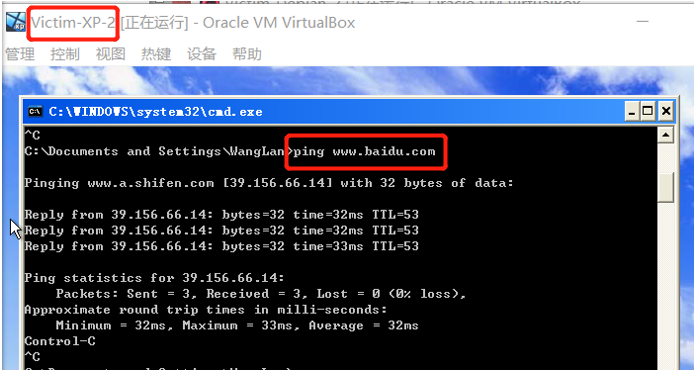 Victim-XP-2 [正在运行] - Oracle VM VirtualBox
管理 控制 视图 热键 设备 帮助
C:\WINDOWS\system32\cmd.exe
^C
C:\Documents and Settings\WangLan>ping www.baidu.com
Pinging www.a.shifen.com [39.156.66.14] with 32 bytes of data:
Reply from 39.156.66.14: bytes=32 time=32ms TTL=53
Reply from 39.156.66.14: bytes=32 time=32ms TTL=53
Reply from 39.156.66.14: bytes=32 time=33ms TTL=53
Ping statistics for 39.156.66.14:
Packets: Sent = 3, Received = 3, Lost = 0 (0% loss),
Approximate round trip times in milli-seconds:
Minimum = 32ms, Maximum = 33ms, Average = 32ms
Control-C
^C